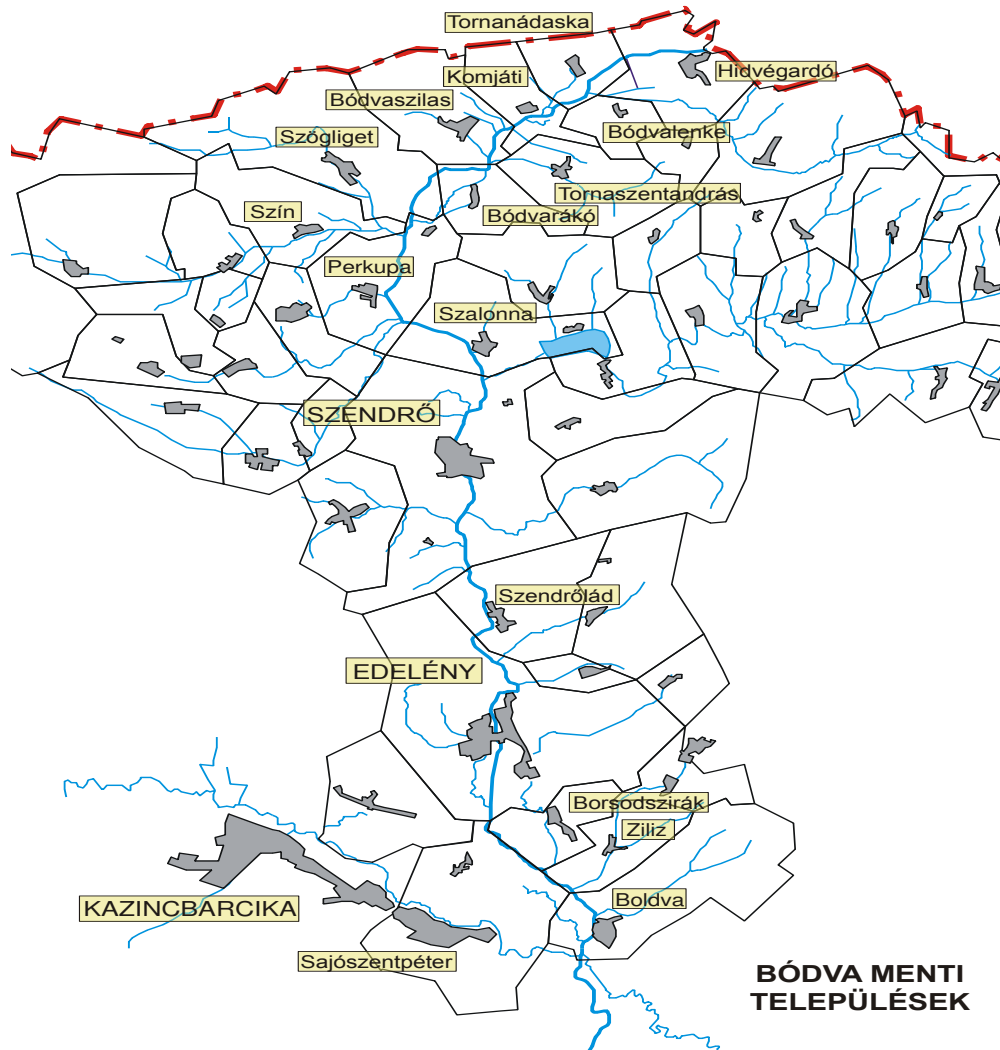 Tornanádaska
Komjáti
Hidvégardó
Bódvaszilas
Szögliget
Bódvalenke
Tornaszentandrás
Szín
Bódvarákó
Perkupa
Szalonna
SZENDRŐ
Szendrőlád
EDELÉNY
Borsodszirák
Ziliz
KAZINCBARCIKA
Boldva
Sajószentpéter
BÓDVA MENTI
TELEPÜLÉSEK